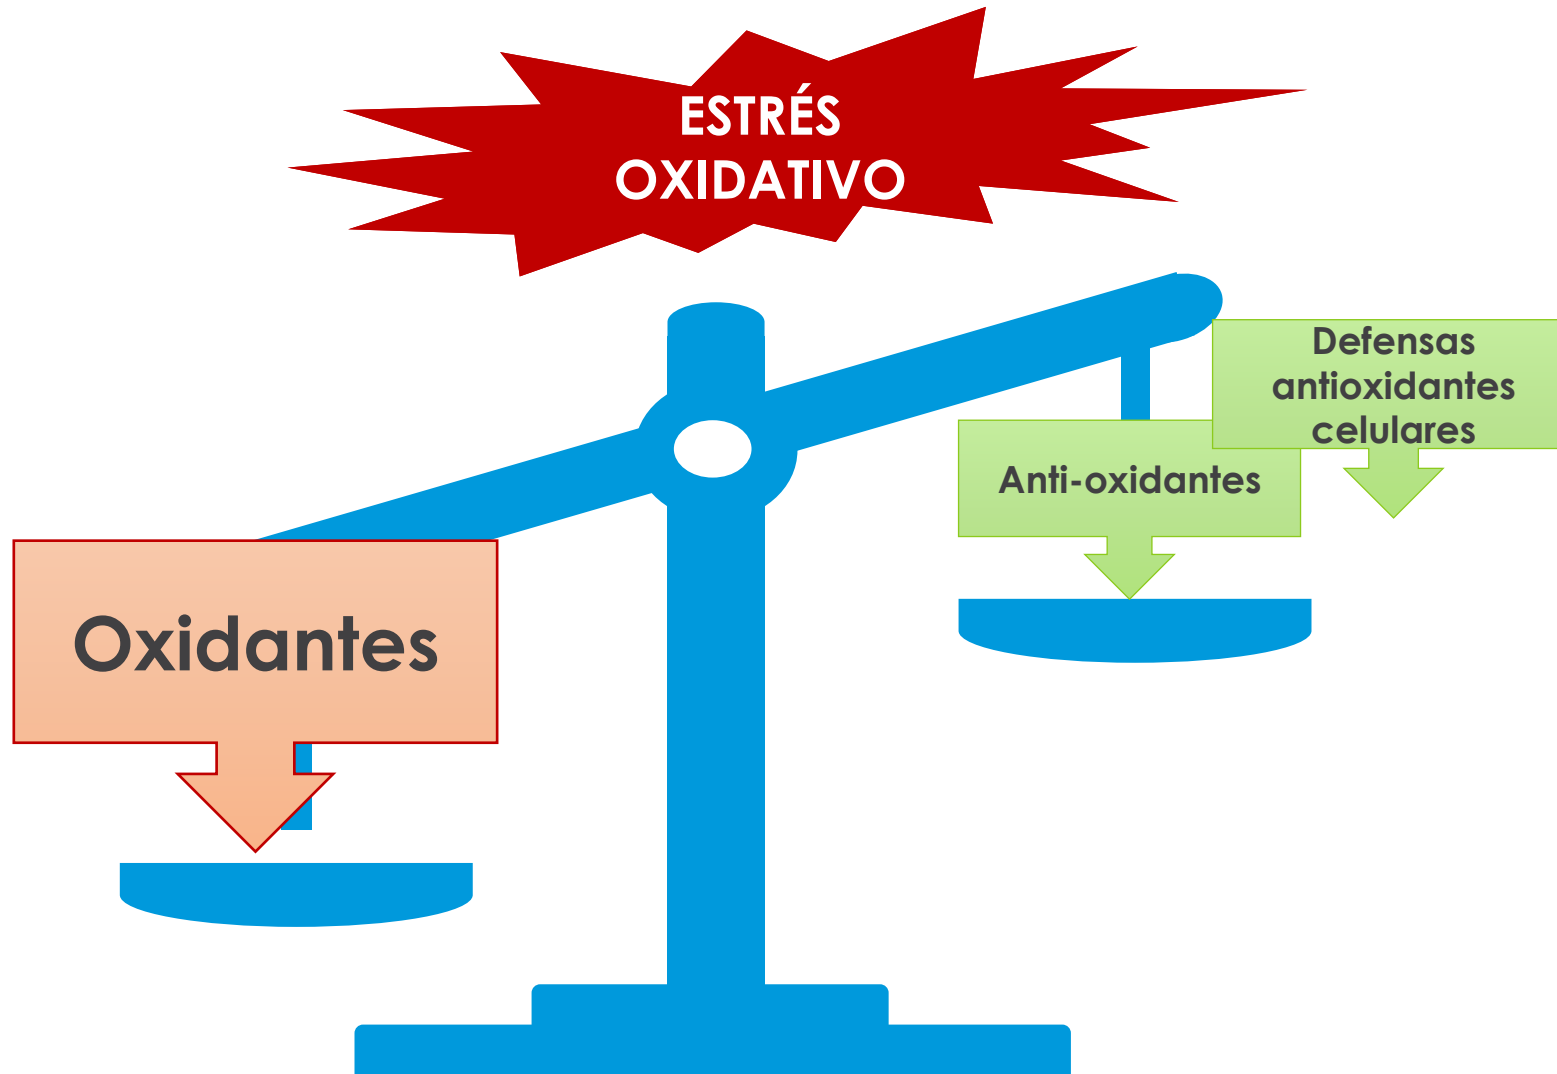 ESTRÉS
OXIDATIVO
Defensas
antioxidantes
celulares
Anti-oxidantes
Oxidantes